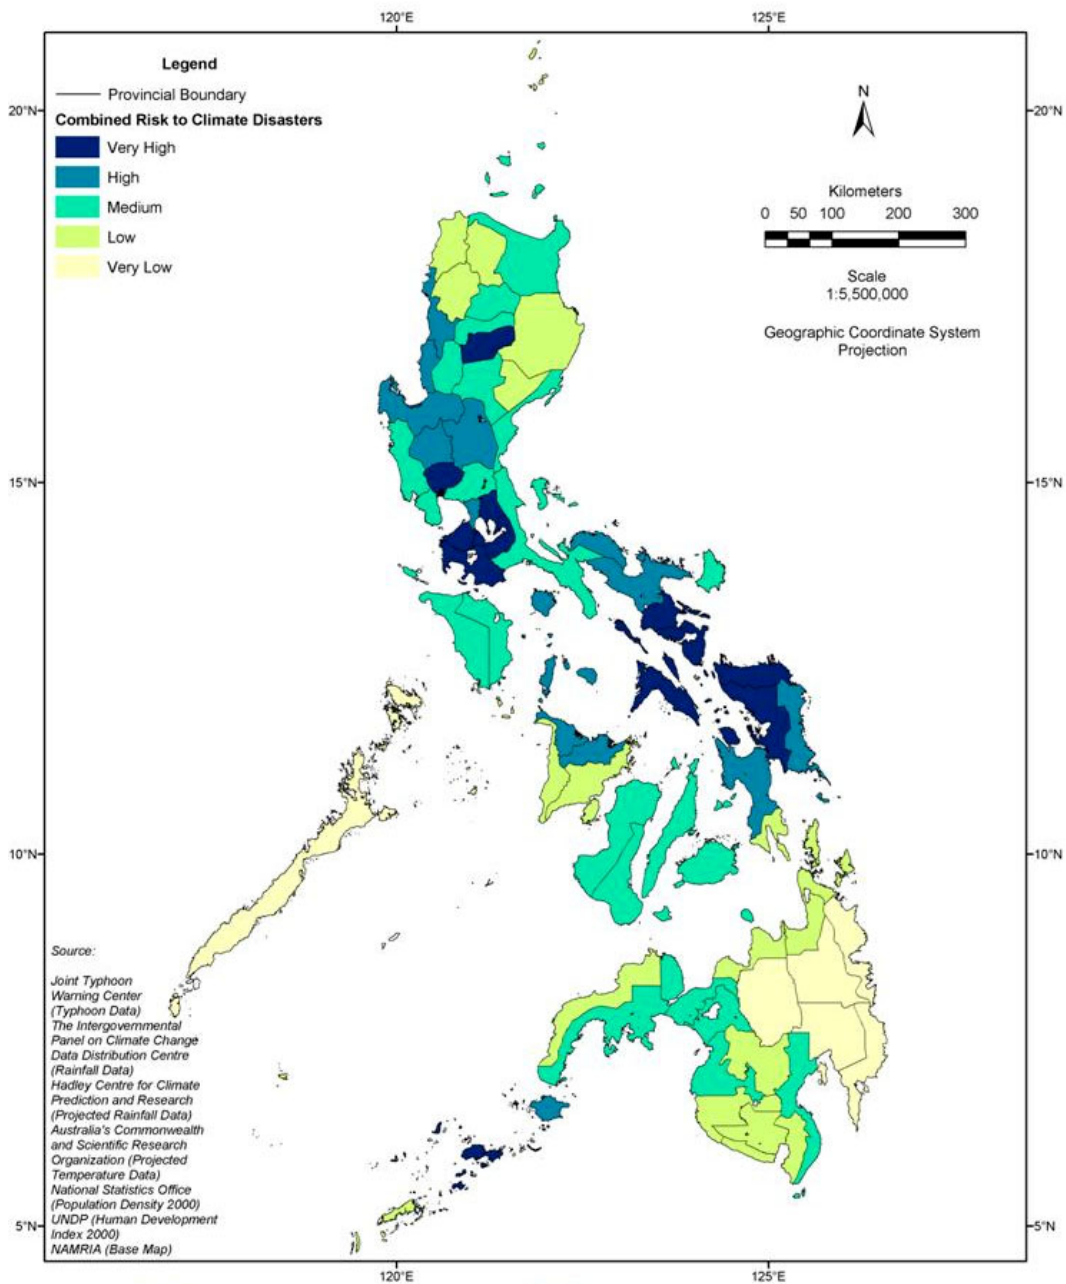 120°E
125°E
Legend
Provincial Boundary
Combined Risk to Climate Disasters
Very High
High
Medium
Low
Very Low
N
Kilometers
0 50 100 200 300
Scale
1:5,500,000
Geographic Coordinate System
Projection
20°N
20°N
15°N
15°N
10°N
10°N
5°N
5°N
Source:
Joint Typhoon
Warning Center
(Typhoon Data)
The Intergovernmental
Panel on Climate Change
Data Distribution Centre
(Rainfall Data)
Hadley Centre for Climate
Prediction and Research
(Projected Rainfall Data)
Australia's Commonwealth
and Scientific Research
Organization (Projected
Temperature Data)
National Statistics Office
(Population Density 2000)
UNDP (Human Development
Index 2000)
NAMRIA (Base Map)
120°E
125°E